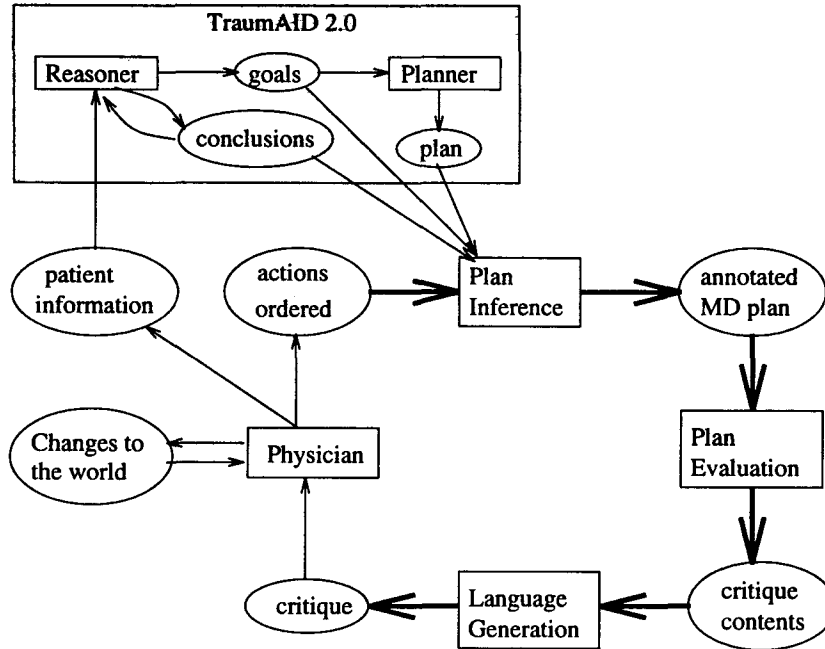 TraumAID 2.0
Reasoner
goals
Planner
conclusions
plan
patient
information
actions
ordered
Plan
Inference
annotated
MD plan
Changes to
the world
Physician
Plan
Evaluation
critique
Language
Generation
critique
contents